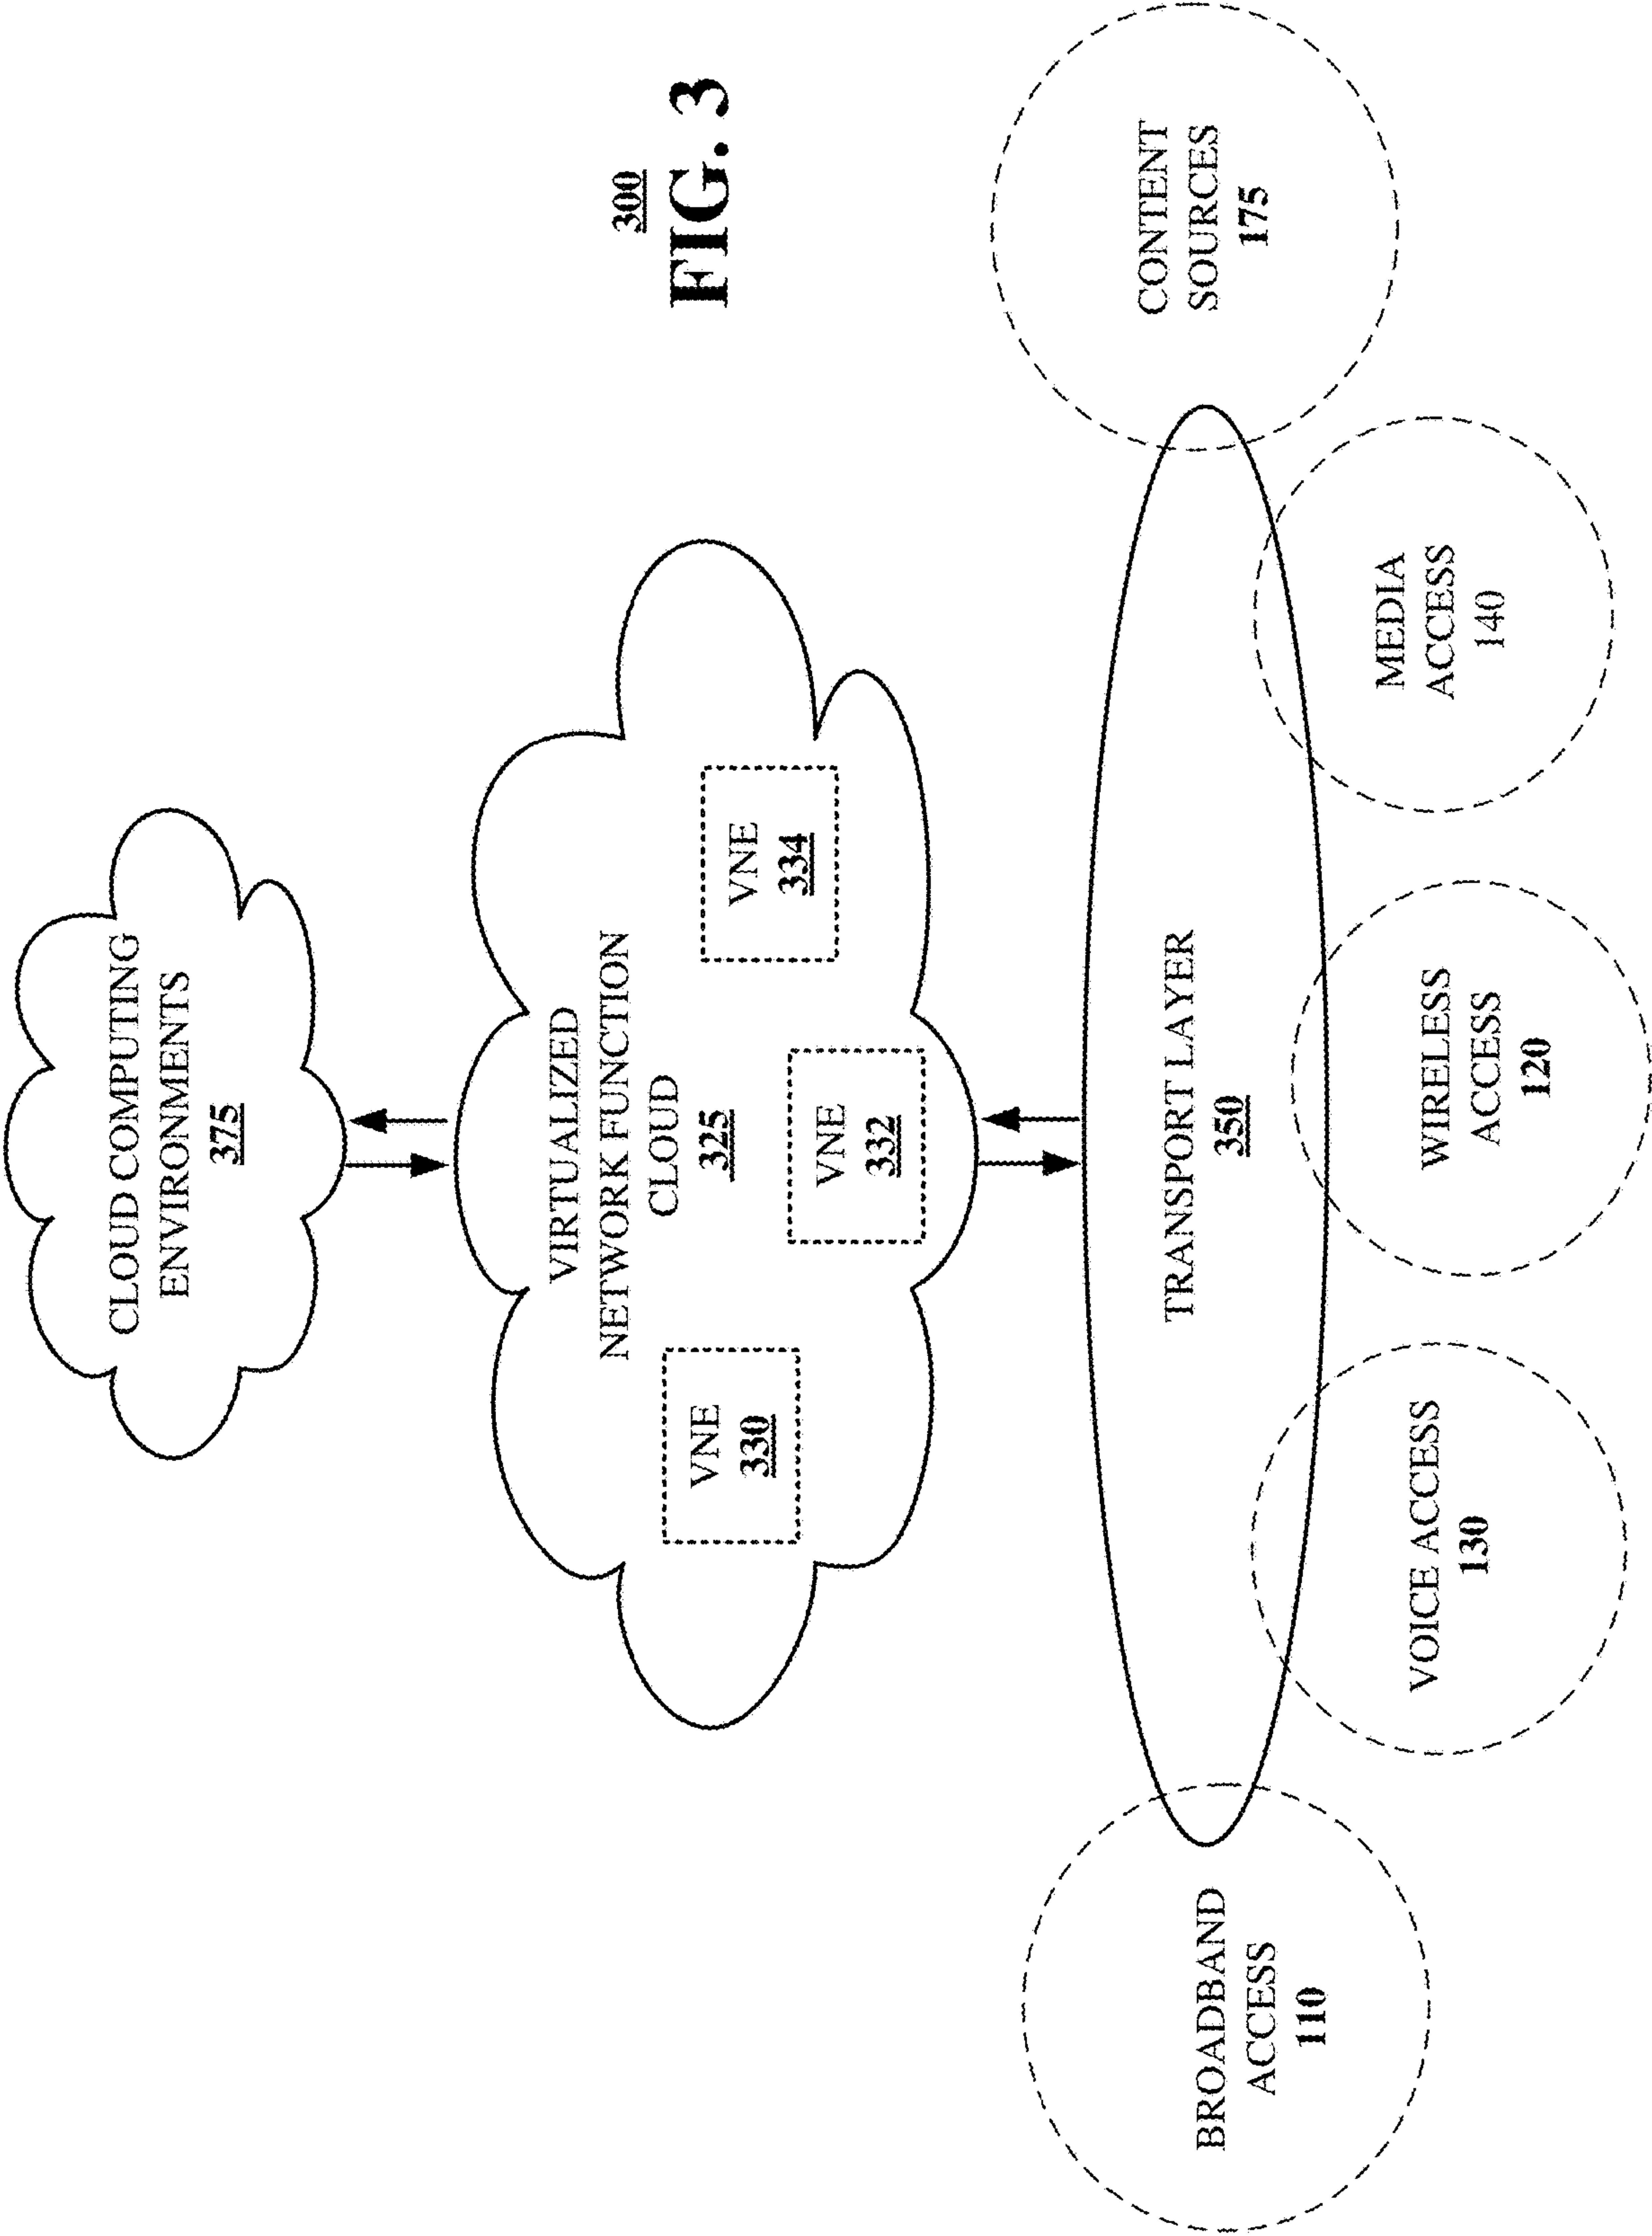 CLOUD COMPUTING
ENVIRONMENTS
375
VIRTUALIZED
NETWORK FUNCTION
CLOUD
325
VNE
330
VNE
332
VNE
334
300
FIG. 3
TRANSPORT LAYER
350
BROADBAND
ACCESS
110
VOICE ACCESS
130
WIRELESS
ACCESS
120
MEDIA
ACCESS
140
CONTENT
SOURCES
175